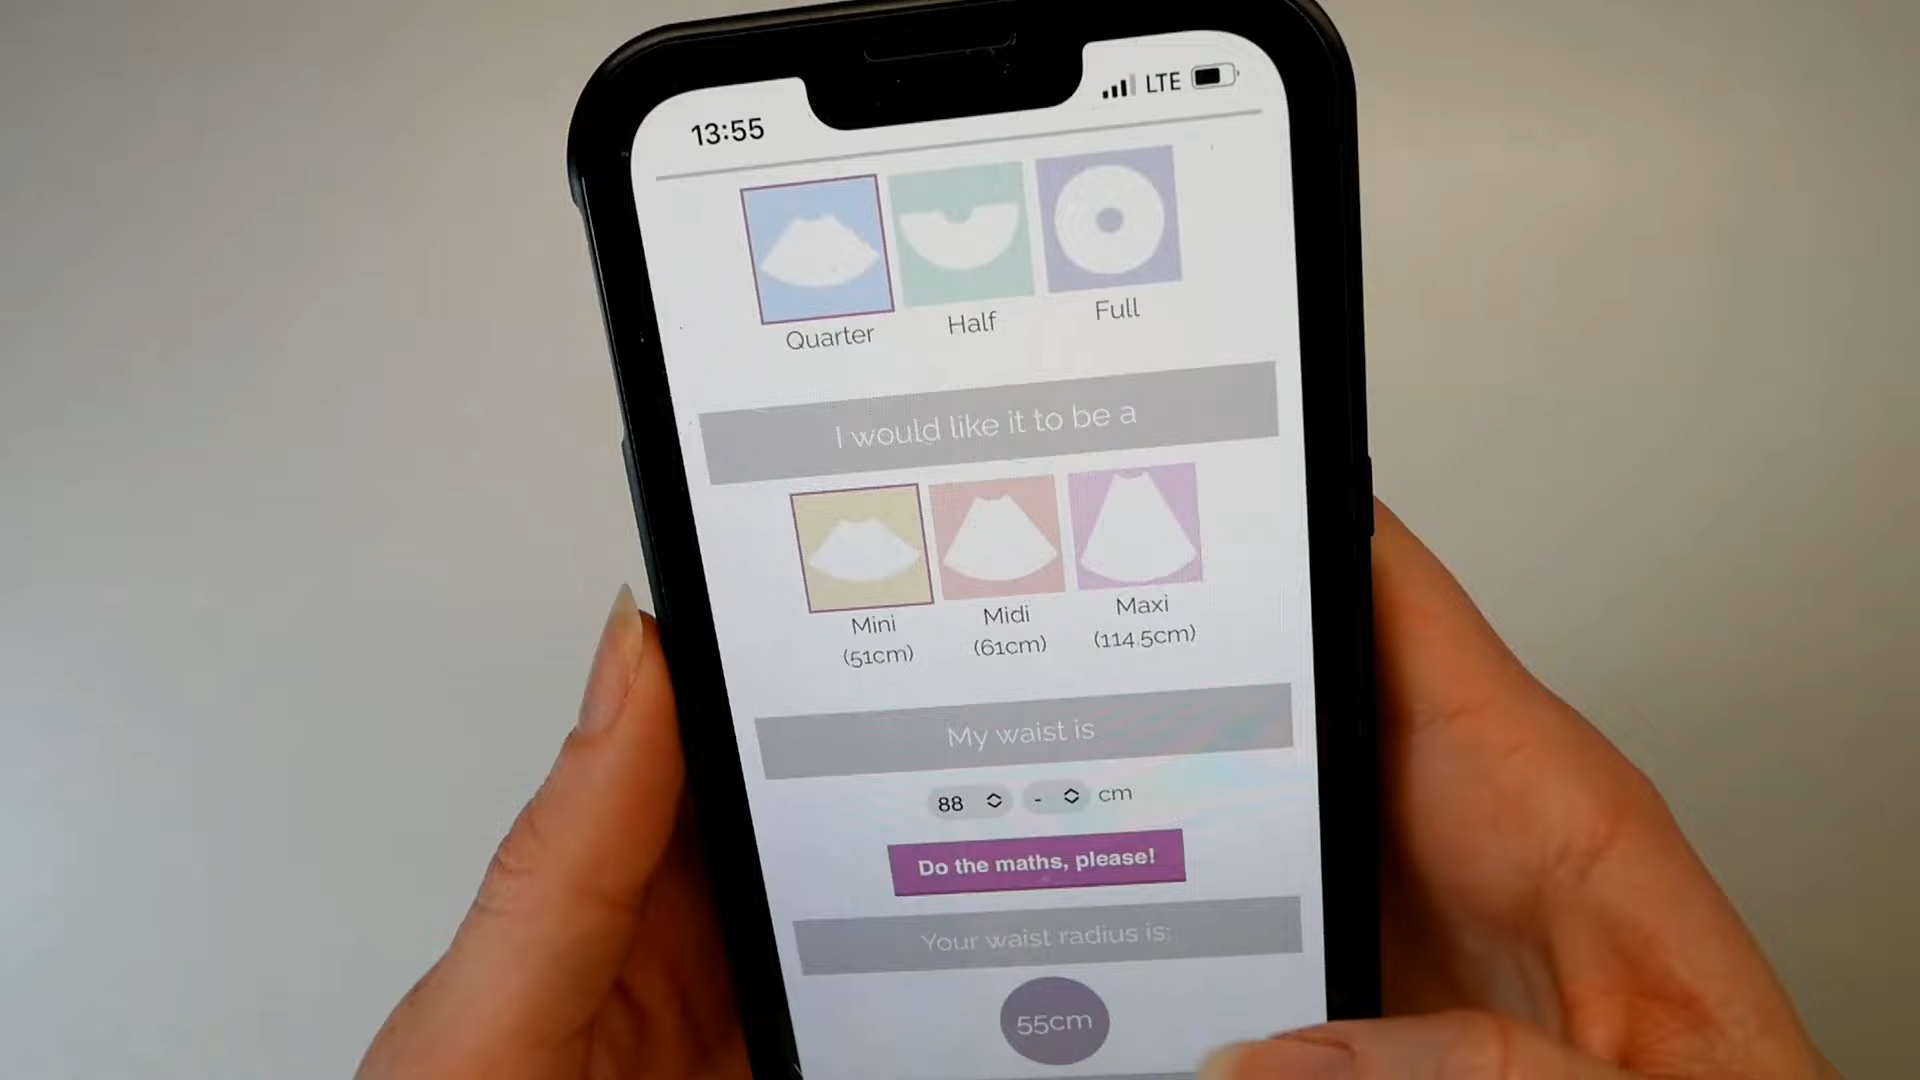 13:55 LTE
Quarter Half Full
I would like it to be a
Mini Midi Maxi
(51cm) (61cm) (114.5cm)
My waist is
88 - cm
Do the maths, please!
Your waist radius is:
55cm